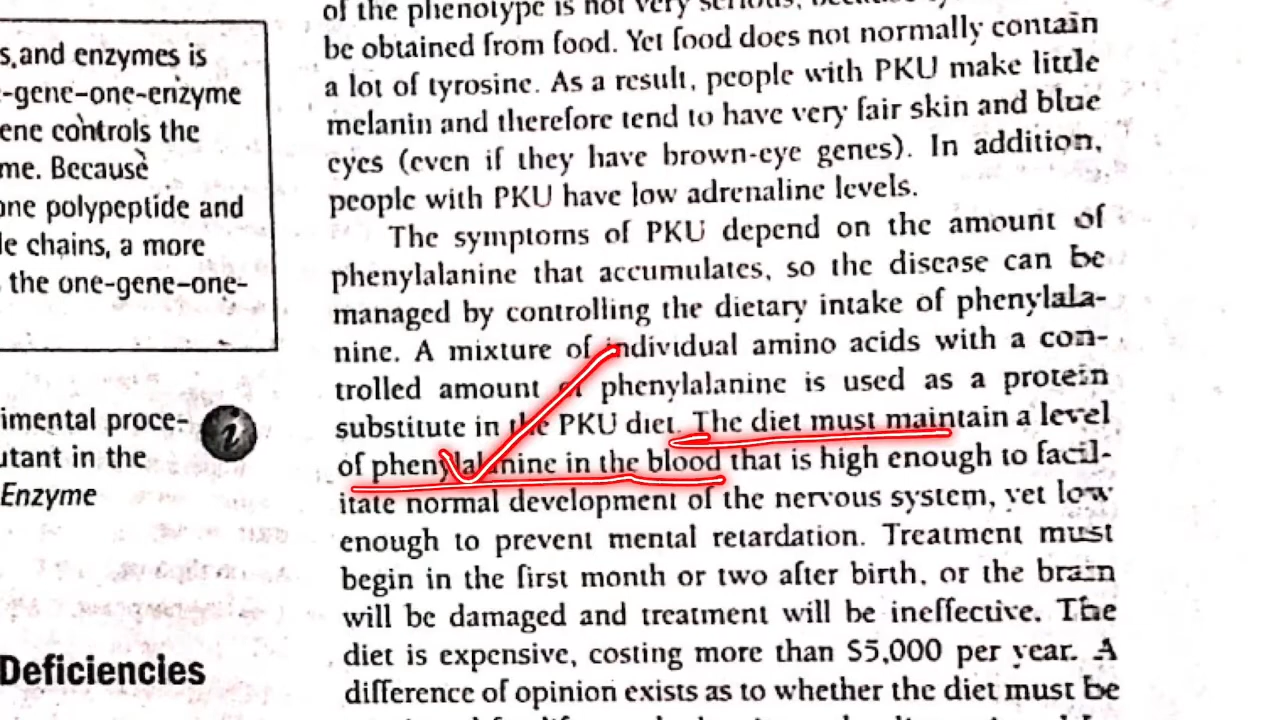 s, and enzymes is
-gene-one-enzyme
ene controls the
me. Because
one polypeptide and
le chains, a more
the one-gene-one-
imental proce-
utant in the
Enzyme
Deficiencies
of the phenotype is not very serious, because
be obtained from food. Yet food does not normally contain
a lot of tyrosine. As a result, people with PKU make little
melanin and therefore tend to have very fair skin and blue
eyes (even if they have brown-eye genes). In addition,
people with PKU have low adrenaline levels.
The symptoms of PKU depend on the amount of
phenylalanine that accumulates, so the disease can be
managed by controlling the dietary intake of phenylala-
nine. A mixture of individual amino acids with a con-
trolled amount of phenylalanine is used as a protein
substitute in the PKU diet. The diet must maintain a level
of phenylalanine in the blood that is high enough to facil-
itate normal development of the nervous system, yet low
enough to prevent mental retardation. Treatment must
begin in the first month or two after birth, or the brain
will be damaged and treatment will be ineffective. The
diet is expensive, costing more than $5,000 per year. A
difference of opinion exists as to whether the diet must be